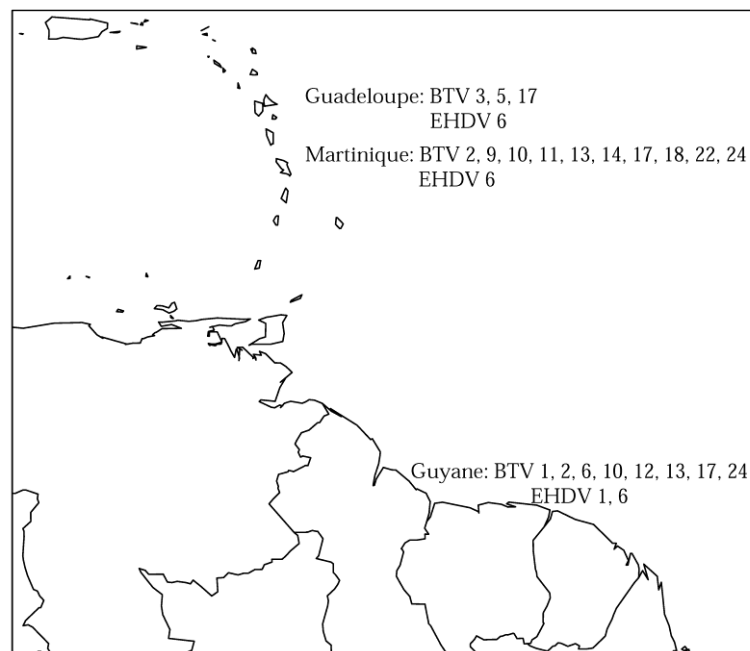 Guadeloupe: BTV 3, 5, 17
EHDV 6
Martinique: BTV 2, 9, 10, 11, 13, 14, 17, 18, 22, 24
EHDV 6
Guyane: BTV 1, 2, 6, 10, 12, 13, 17, 24
EHDV 1, 6